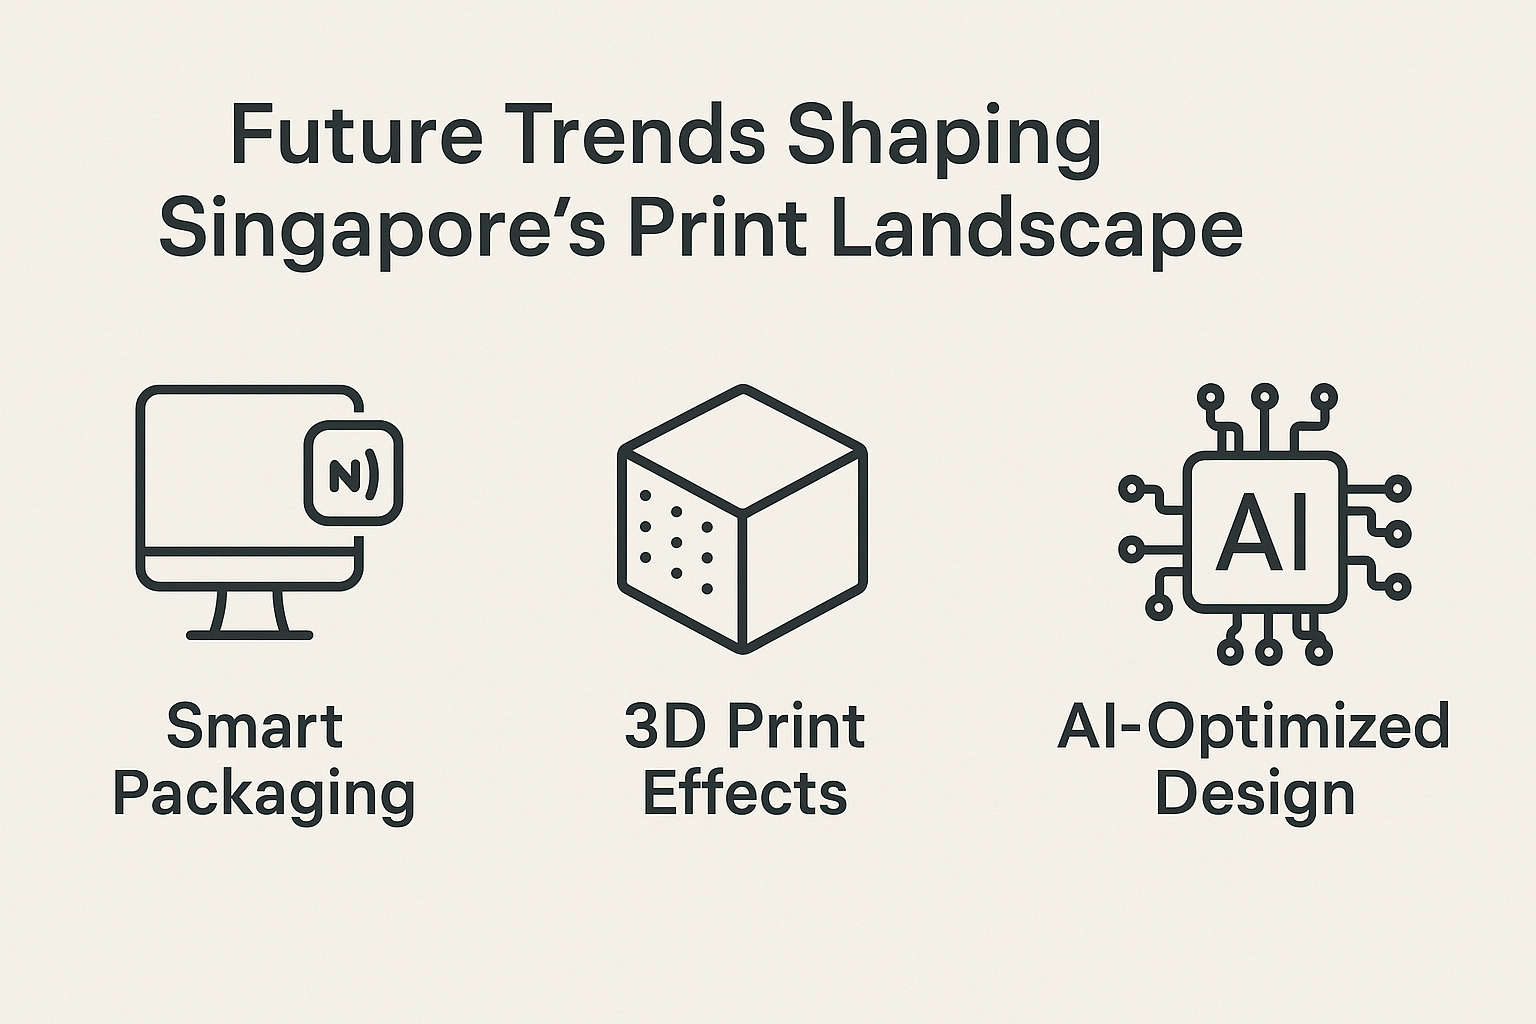 Future Trends Shaping
Singapore’s Print Landscape
N
AI
Smart
Packaging
3D Print
Effects
AI-Optimized
Design